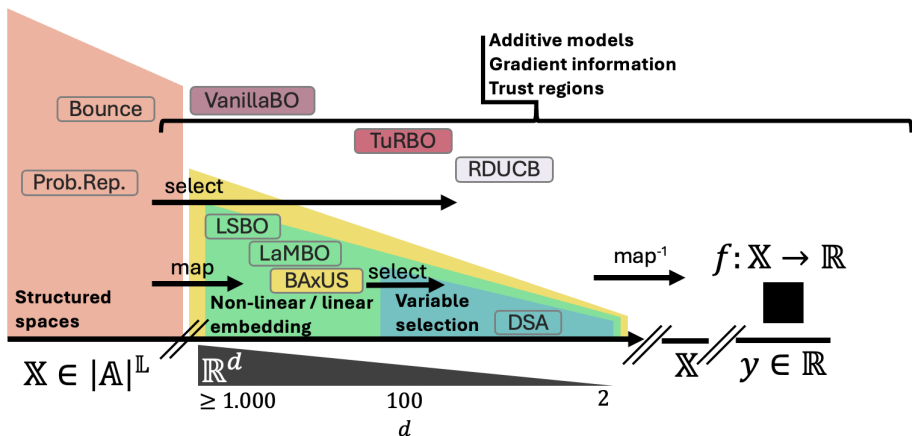 Additive models
Gradient information
Trust regions
VanillaBO
Bounce
TuRBO
RDUCB
Prob.Rep.
select
LSBO
LaMBO
map
BAxUS
select
map⁻¹
f: 𝕏 → ℝ
Structured
spaces
Non-linear / linear
embedding
Variable
selection
DSA
𝕏 ∈ |𝔸|^𝕃
ℝ^d
𝕏
y ∈ ℝ
≥ 1.000
100
2
d